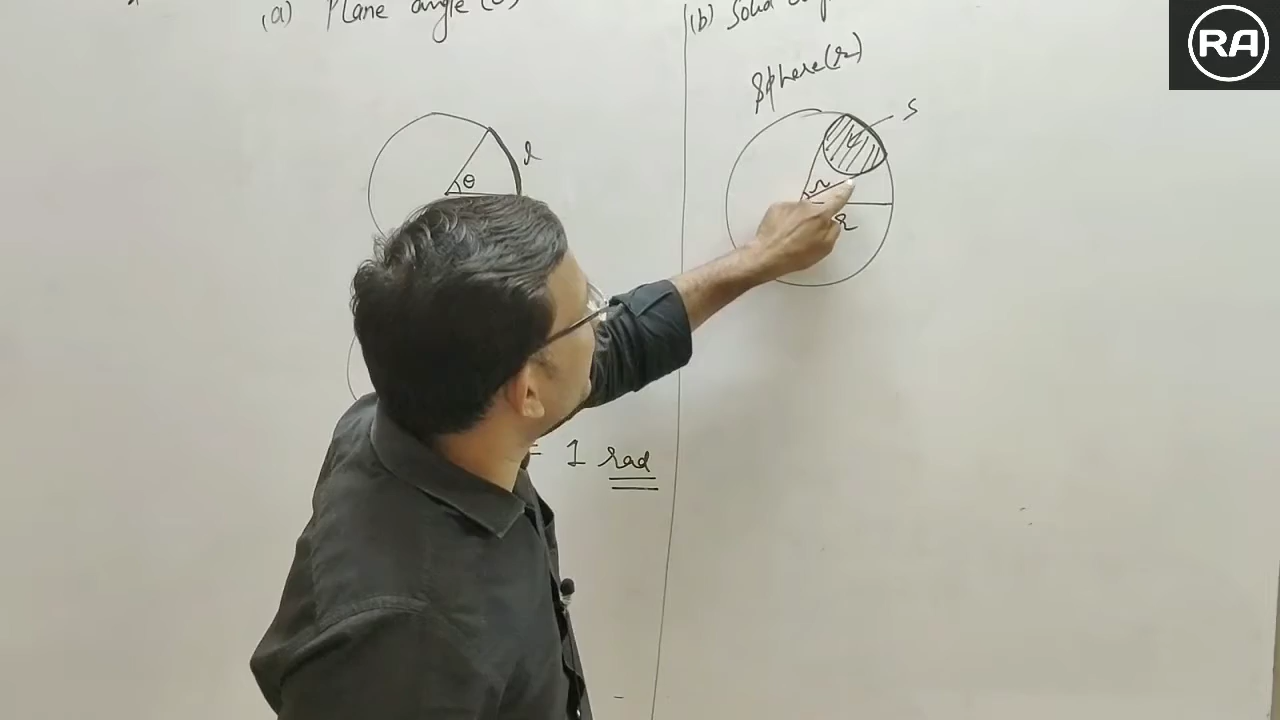 (a) Plane angle (θ)
(b) Solid
Sphere(r)
S
l
θ
r
r
= 1 rad
RA